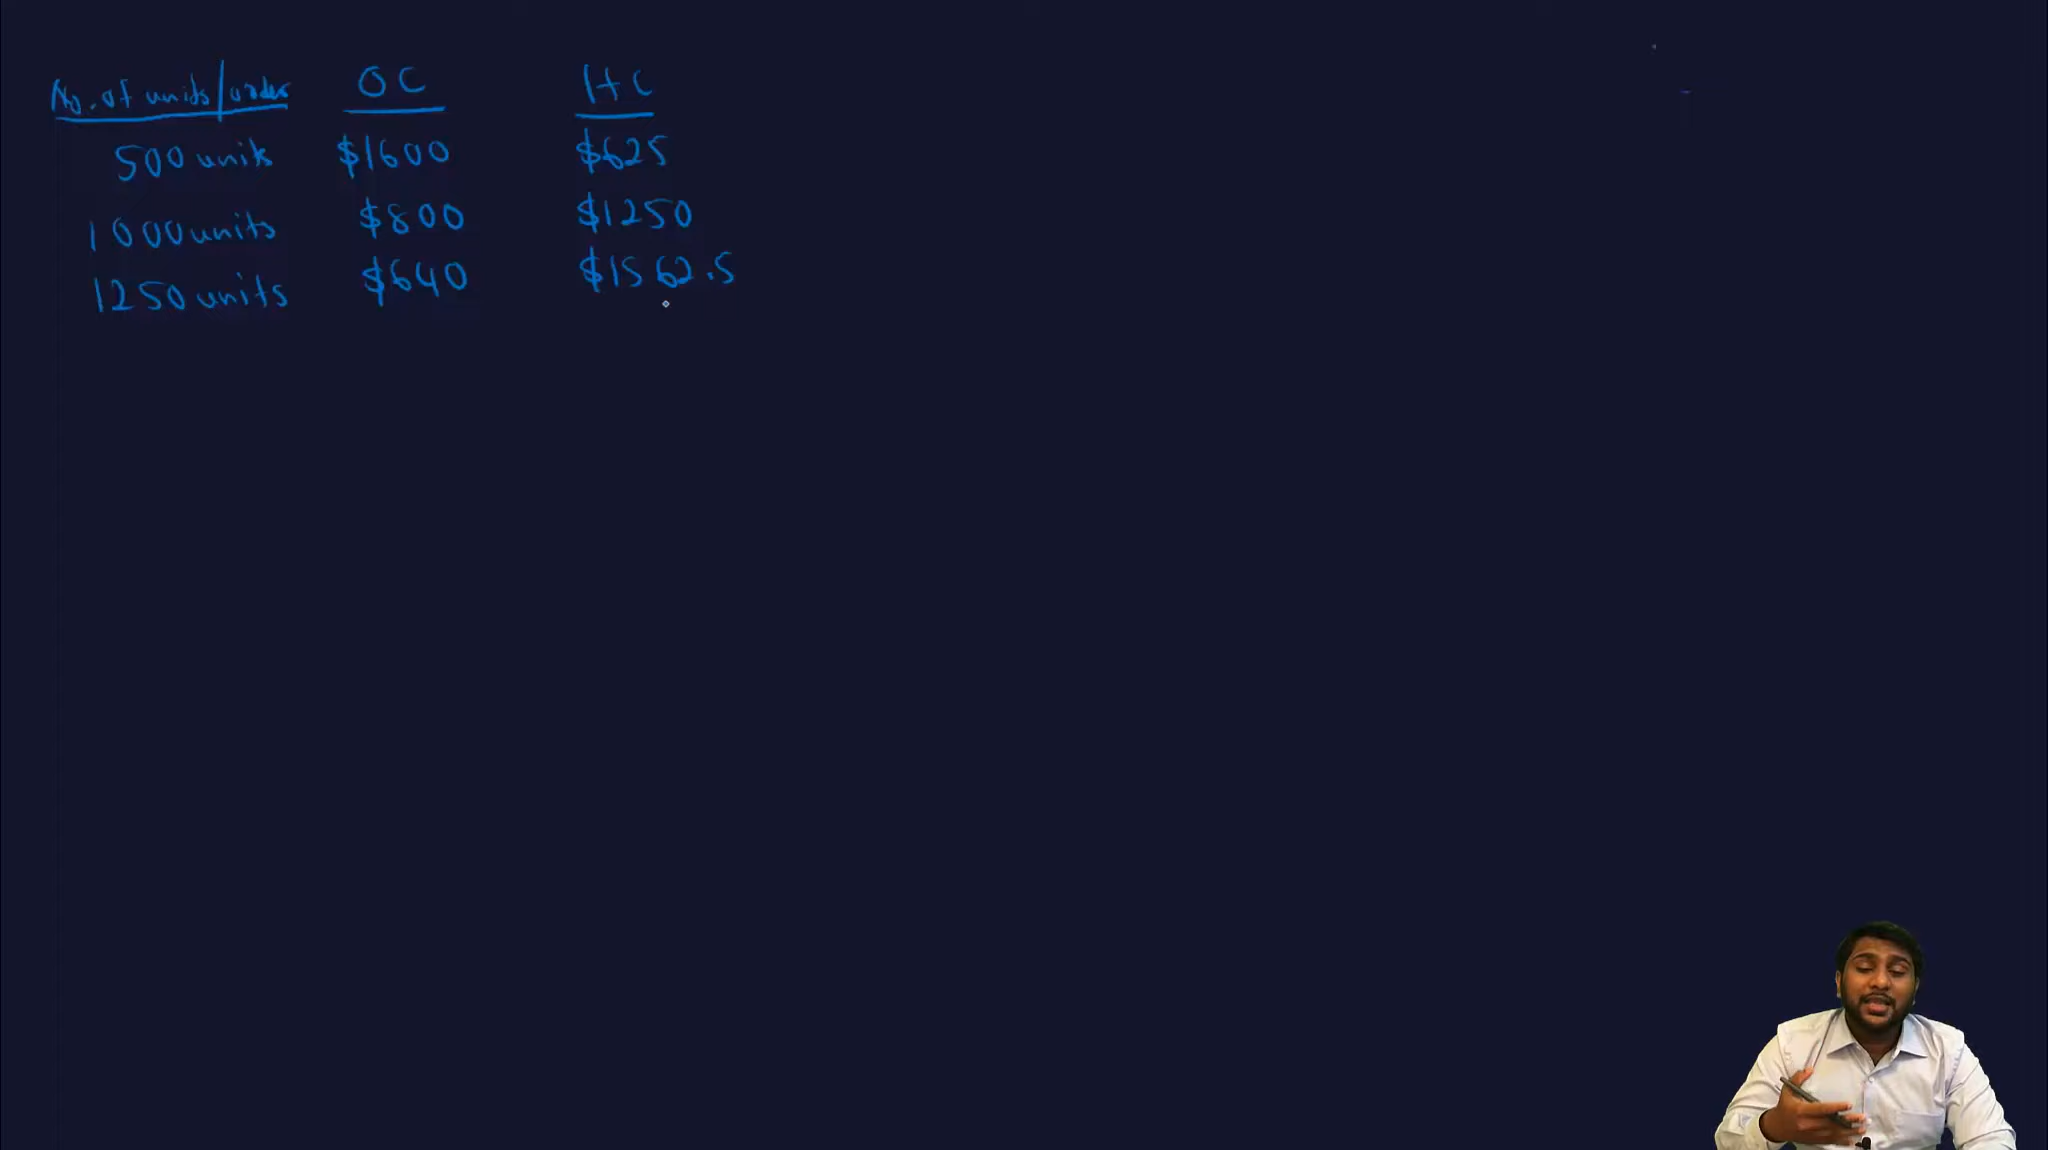 No. of units/order OC HC
500 units $1600 $625
1000 units $800 $1250
1250 units $640 $1562.5